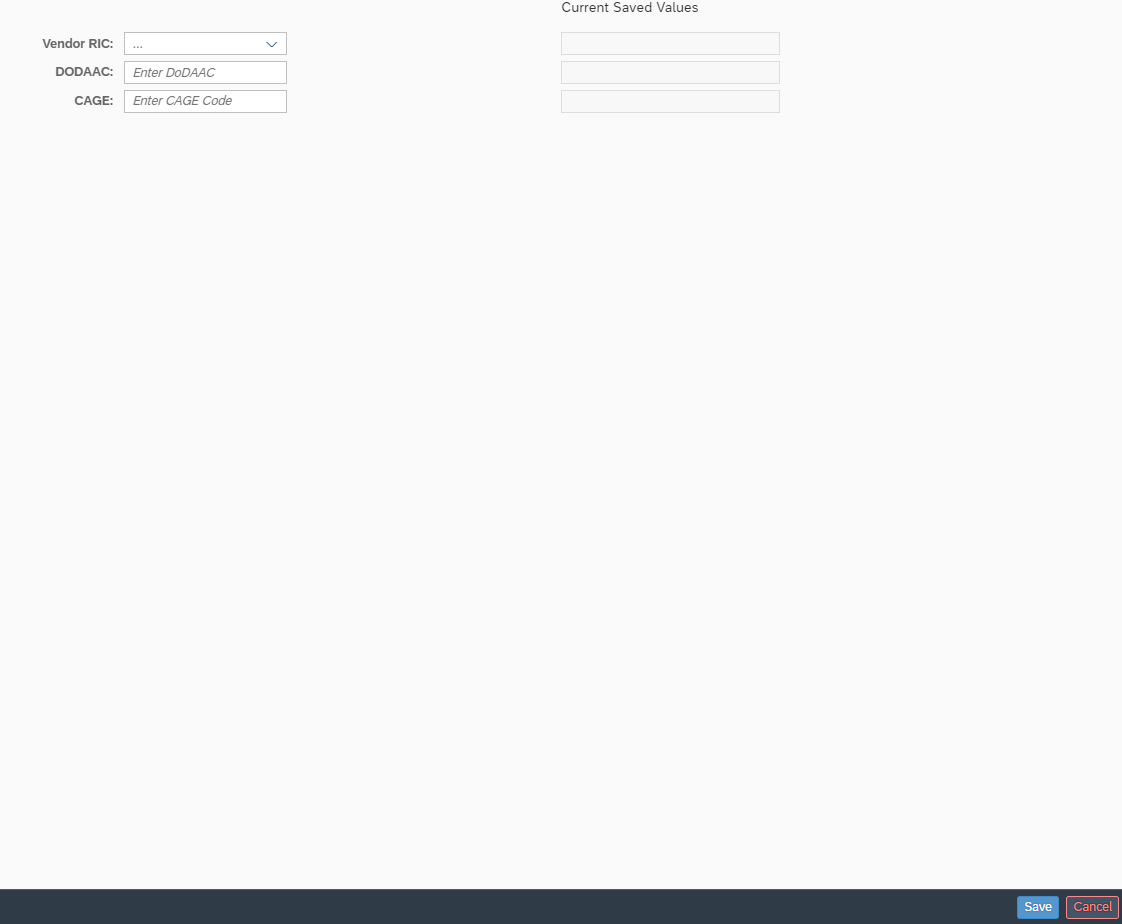 Current Saved Values
Vendor RIC: ...
DODAAC: Enter DoDAAC
CAGE: Enter CAGE Code
Save Cancel